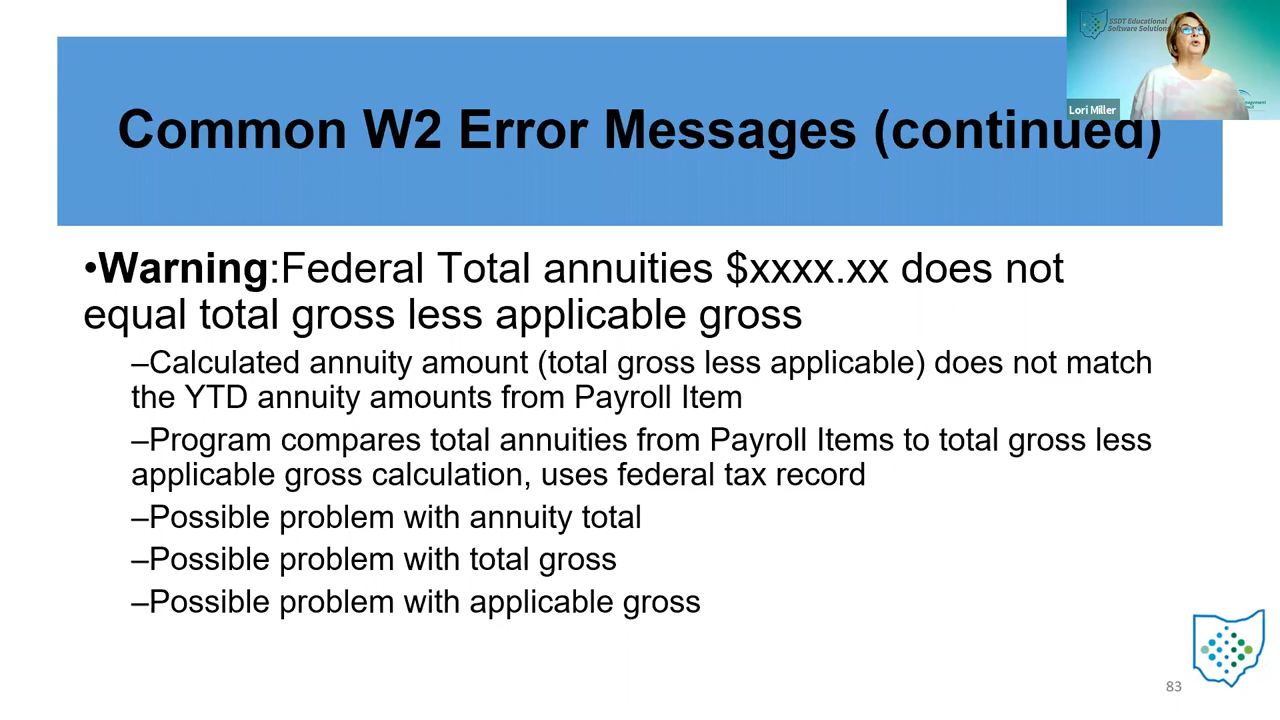 SSDT Educational
Software Solutions
Lori Miller
Common W2 Error Messages (continued)
•Warning:Federal Total annuities $xxxx.xx does not
equal total gross less applicable gross
–Calculated annuity amount (total gross less applicable) does not match
the YTD annuity amounts from Payroll Item
–Program compares total annuities from Payroll Items to total gross less
applicable gross calculation, uses federal tax record
–Possible problem with annuity total
–Possible problem with total gross
–Possible problem with applicable gross
83